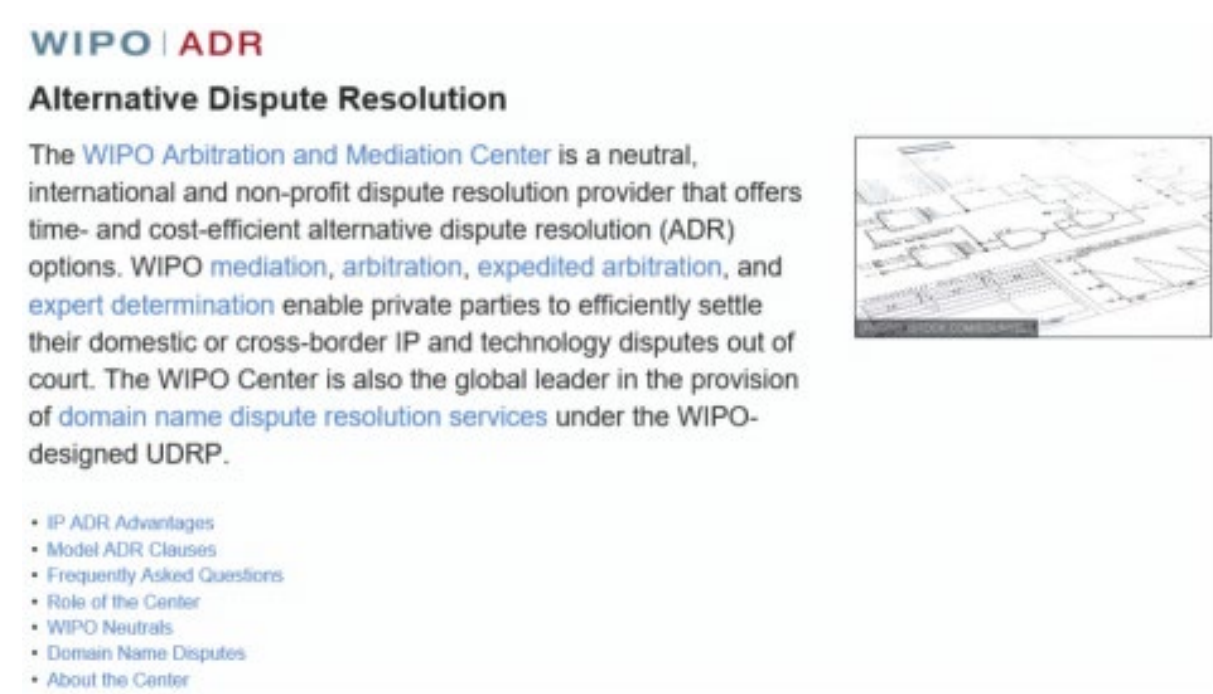 WIPO | ADR
Alternative Dispute Resolution
The WIPO Arbitration and Mediation Center is a neutral,
international and non-profit dispute resolution provider that offers
time- and cost-efficient alternative dispute resolution (ADR)
options. WIPO mediation, arbitration, expedited arbitration, and
expert determination enable private parties to efficiently settle
their domestic or cross-border IP and technology disputes out of
court. The WIPO Center is also the global leader in the provision
of domain name dispute resolution services under the WIPO-
designed UDRP.
• IP ADR Advantages
• Model ADR Clauses
• Frequently Asked Questions
• Role of the Center
• WIPO Neutrals
• Domain Name Disputes
• About the Center